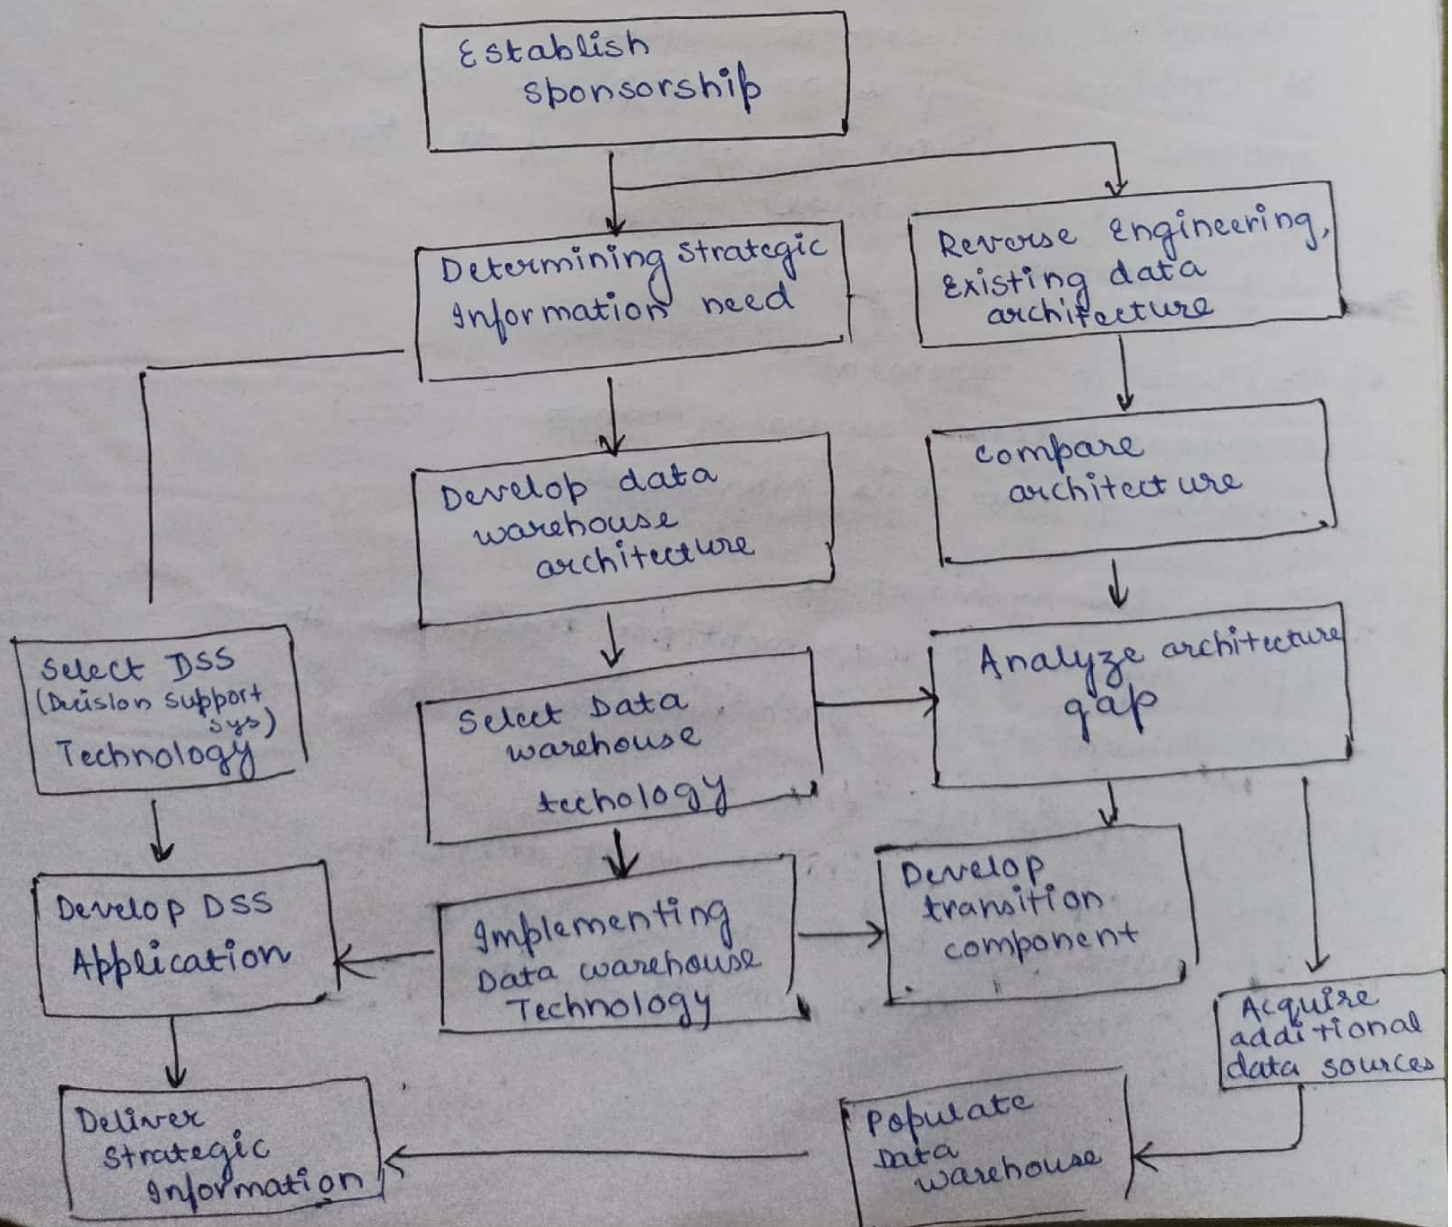 Establish
sponsorship
Determining Strategic
Information need
Reverse Engineering,
Existing data
architecture
Develop data
warehouse
architecture
compare
architecture
Select DSS
(Decision support
sys)
Technology
Select Data
warehouse
techology
Analyze architecture
gap
Develop DSS
Application
Implementing
Data warehouse
Technology
Develop
transition
component
Acquire
additional
data sources
Deliver
Strategic
Information
Populate
Data
warehouse